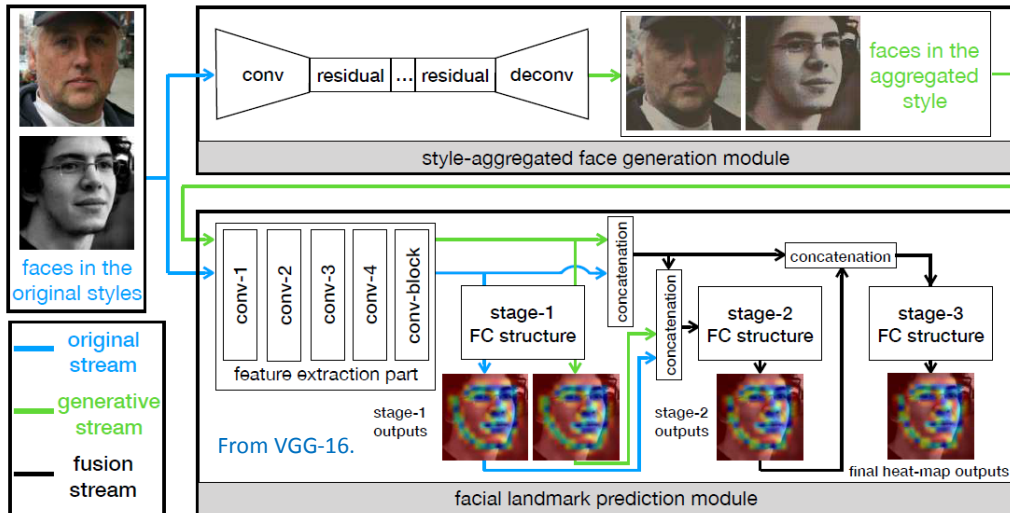 faces in the
original styles
original
stream
generative
stream
fusion
stream
conv
residual
...
residual
deconv
faces in the
aggregated
style
style-aggregated face generation module
conv-1
conv-2
conv-3
conv-4
conv-block
feature extraction part
From VGG-16.
stage-1
FC structure
stage-1
outputs
concatenation
concatenation
stage-2
FC structure
stage-2
outputs
concatenation
stage-3
FC structure
final heat-map outputs
facial landmark prediction module